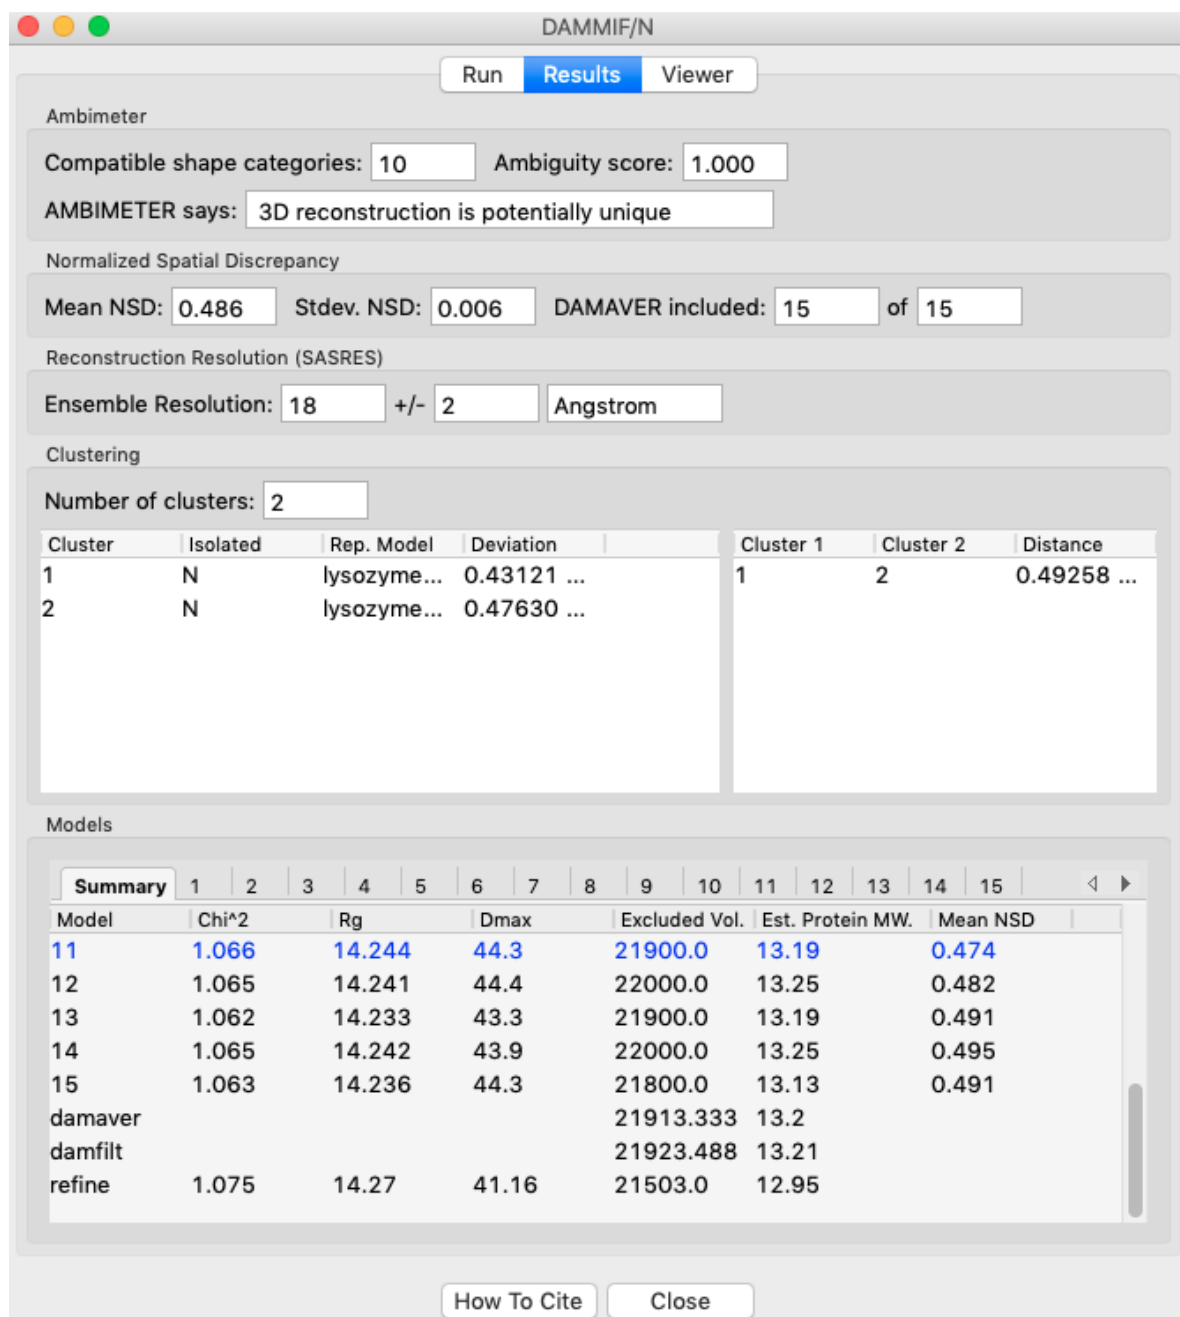 DAMMIF/N
Run Results Viewer
Ambimeter
Compatible shape categories: 10 Ambiguity score: 1.000
AMBIMETER says: 3D reconstruction is potentially unique
Normalized Spatial Discrepancy
Mean NSD: 0.486 Stdev. NSD: 0.006 DAMAVER included: 15 of 15
Reconstruction Resolution (SASRES)
Ensemble Resolution: 18 +/- 2 Angstrom
Clustering
Number of clusters: 2
Cluster Isolated Rep. Model Deviation Cluster 1 Cluster 2 Distance
1 N lysozyme... 0.43121 ... 1 2 0.49258 ...
2 N lysozyme... 0.47630 ...
Models
Summary 1 2 3 4 5 6 7 8 9 10 11 12 13 14 15
Model Chi^2 Rg Dmax Excluded Vol. Est. Protein MW. Mean NSD
11 1.066 14.244 44.3 21900.0 13.19 0.474
12 1.065 14.241 44.4 22000.0 13.25 0.482
13 1.062 14.233 43.3 21900.0 13.19 0.491
14 1.065 14.242 43.9 22000.0 13.25 0.495
15 1.063 14.236 44.3 21800.0 13.13 0.491
damaver 21913.333 13.2
damfilt 21923.488 13.21
refine 1.075 14.27 41.16 21503.0 12.95
How To Cite Close